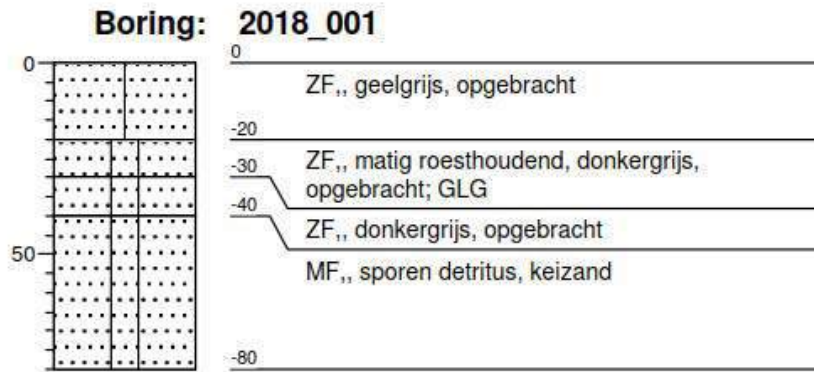 Boring: 2018_001
0
0
ZF,, geelgrijs, opgebracht
-20
ZF,, matig roesthoudend, donkergrijs,
-30
opgebracht; GLG
-40
ZF,, donkergrijs, opgebracht
50
MF,, sporen detritus, keizand
-80